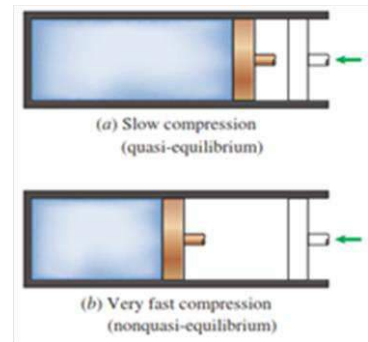 (a) Slow compression
(quasi-equilibrium)
(b) Very fast compression
(nonquasi-equilibrium)